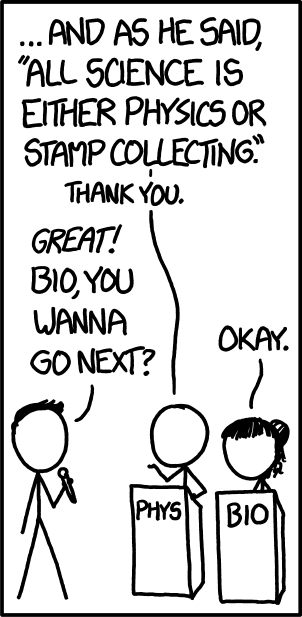 ... AND AS HE SAID,
"ALL SCIENCE IS
EITHER PHYSICS OR
STAMP COLLECTING."
THANK YOU.
GREAT!
BIO, YOU
WANNA
GO NEXT?
OKAY.
PHYS
BIO